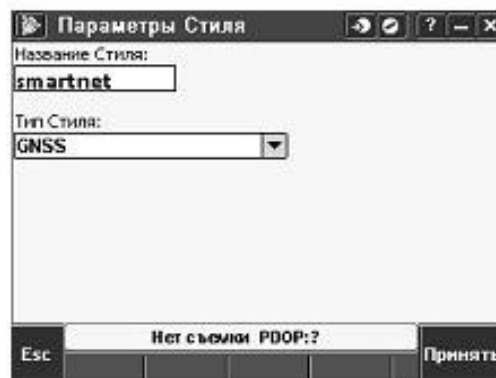 Параметры Стиля ? – X
Название Стиля:
smartnet
Тип Стиля:
GNSS
Нет съемки PDOP:?
Esc Принять